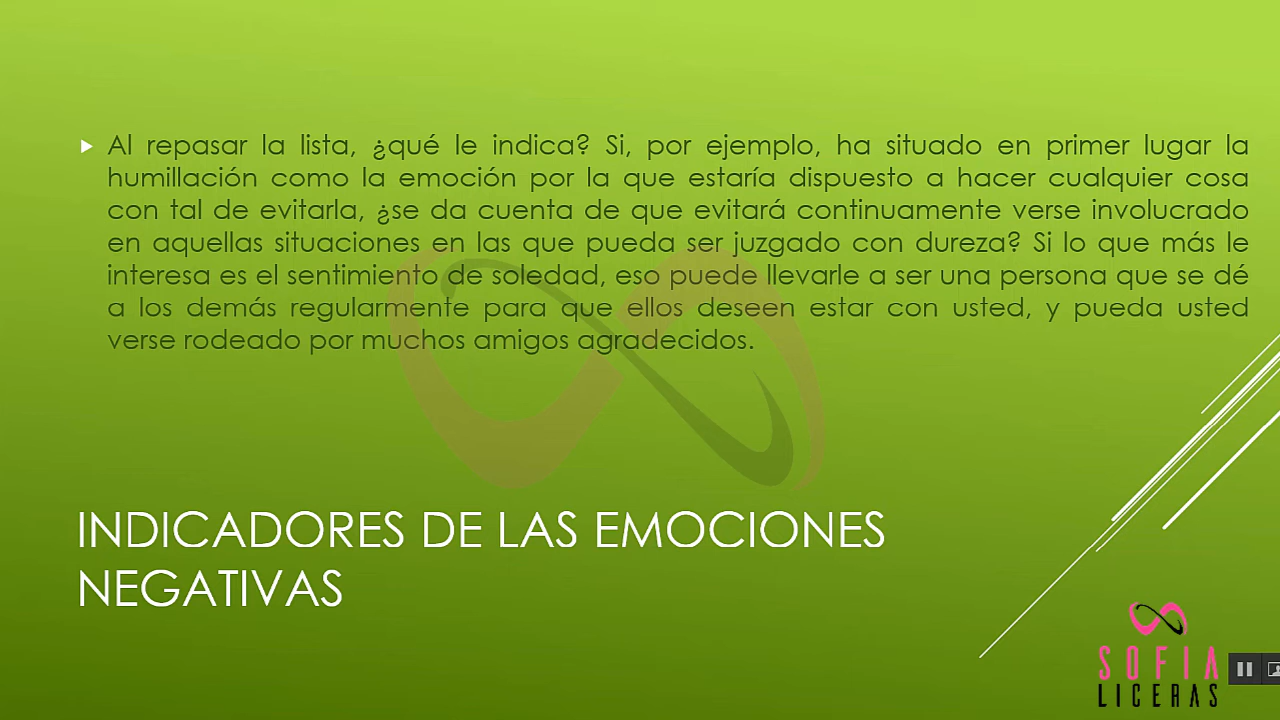 Al repasar la lista, ¿qué le indica? Si, por ejemplo, ha situado en primer lugar la
humillación como la emoción por la que estaría dispuesto a hacer cualquier cosa
con tal de evitarla, ¿se da cuenta de que evitará continuamente verse involucrado
en aquellas situaciones en las que pueda ser juzgado con dureza? Si lo que más le
interesa es el sentimiento de soledad, eso puede llevarle a ser una persona que se dé
a los demás regularmente para que ellos deseen estar con usted, y pueda usted
verse rodeado por muchos amigos agradecidos.
INDICADORES DE LAS EMOCIONES
NEGATIVAS
SOFIA
LICERAS